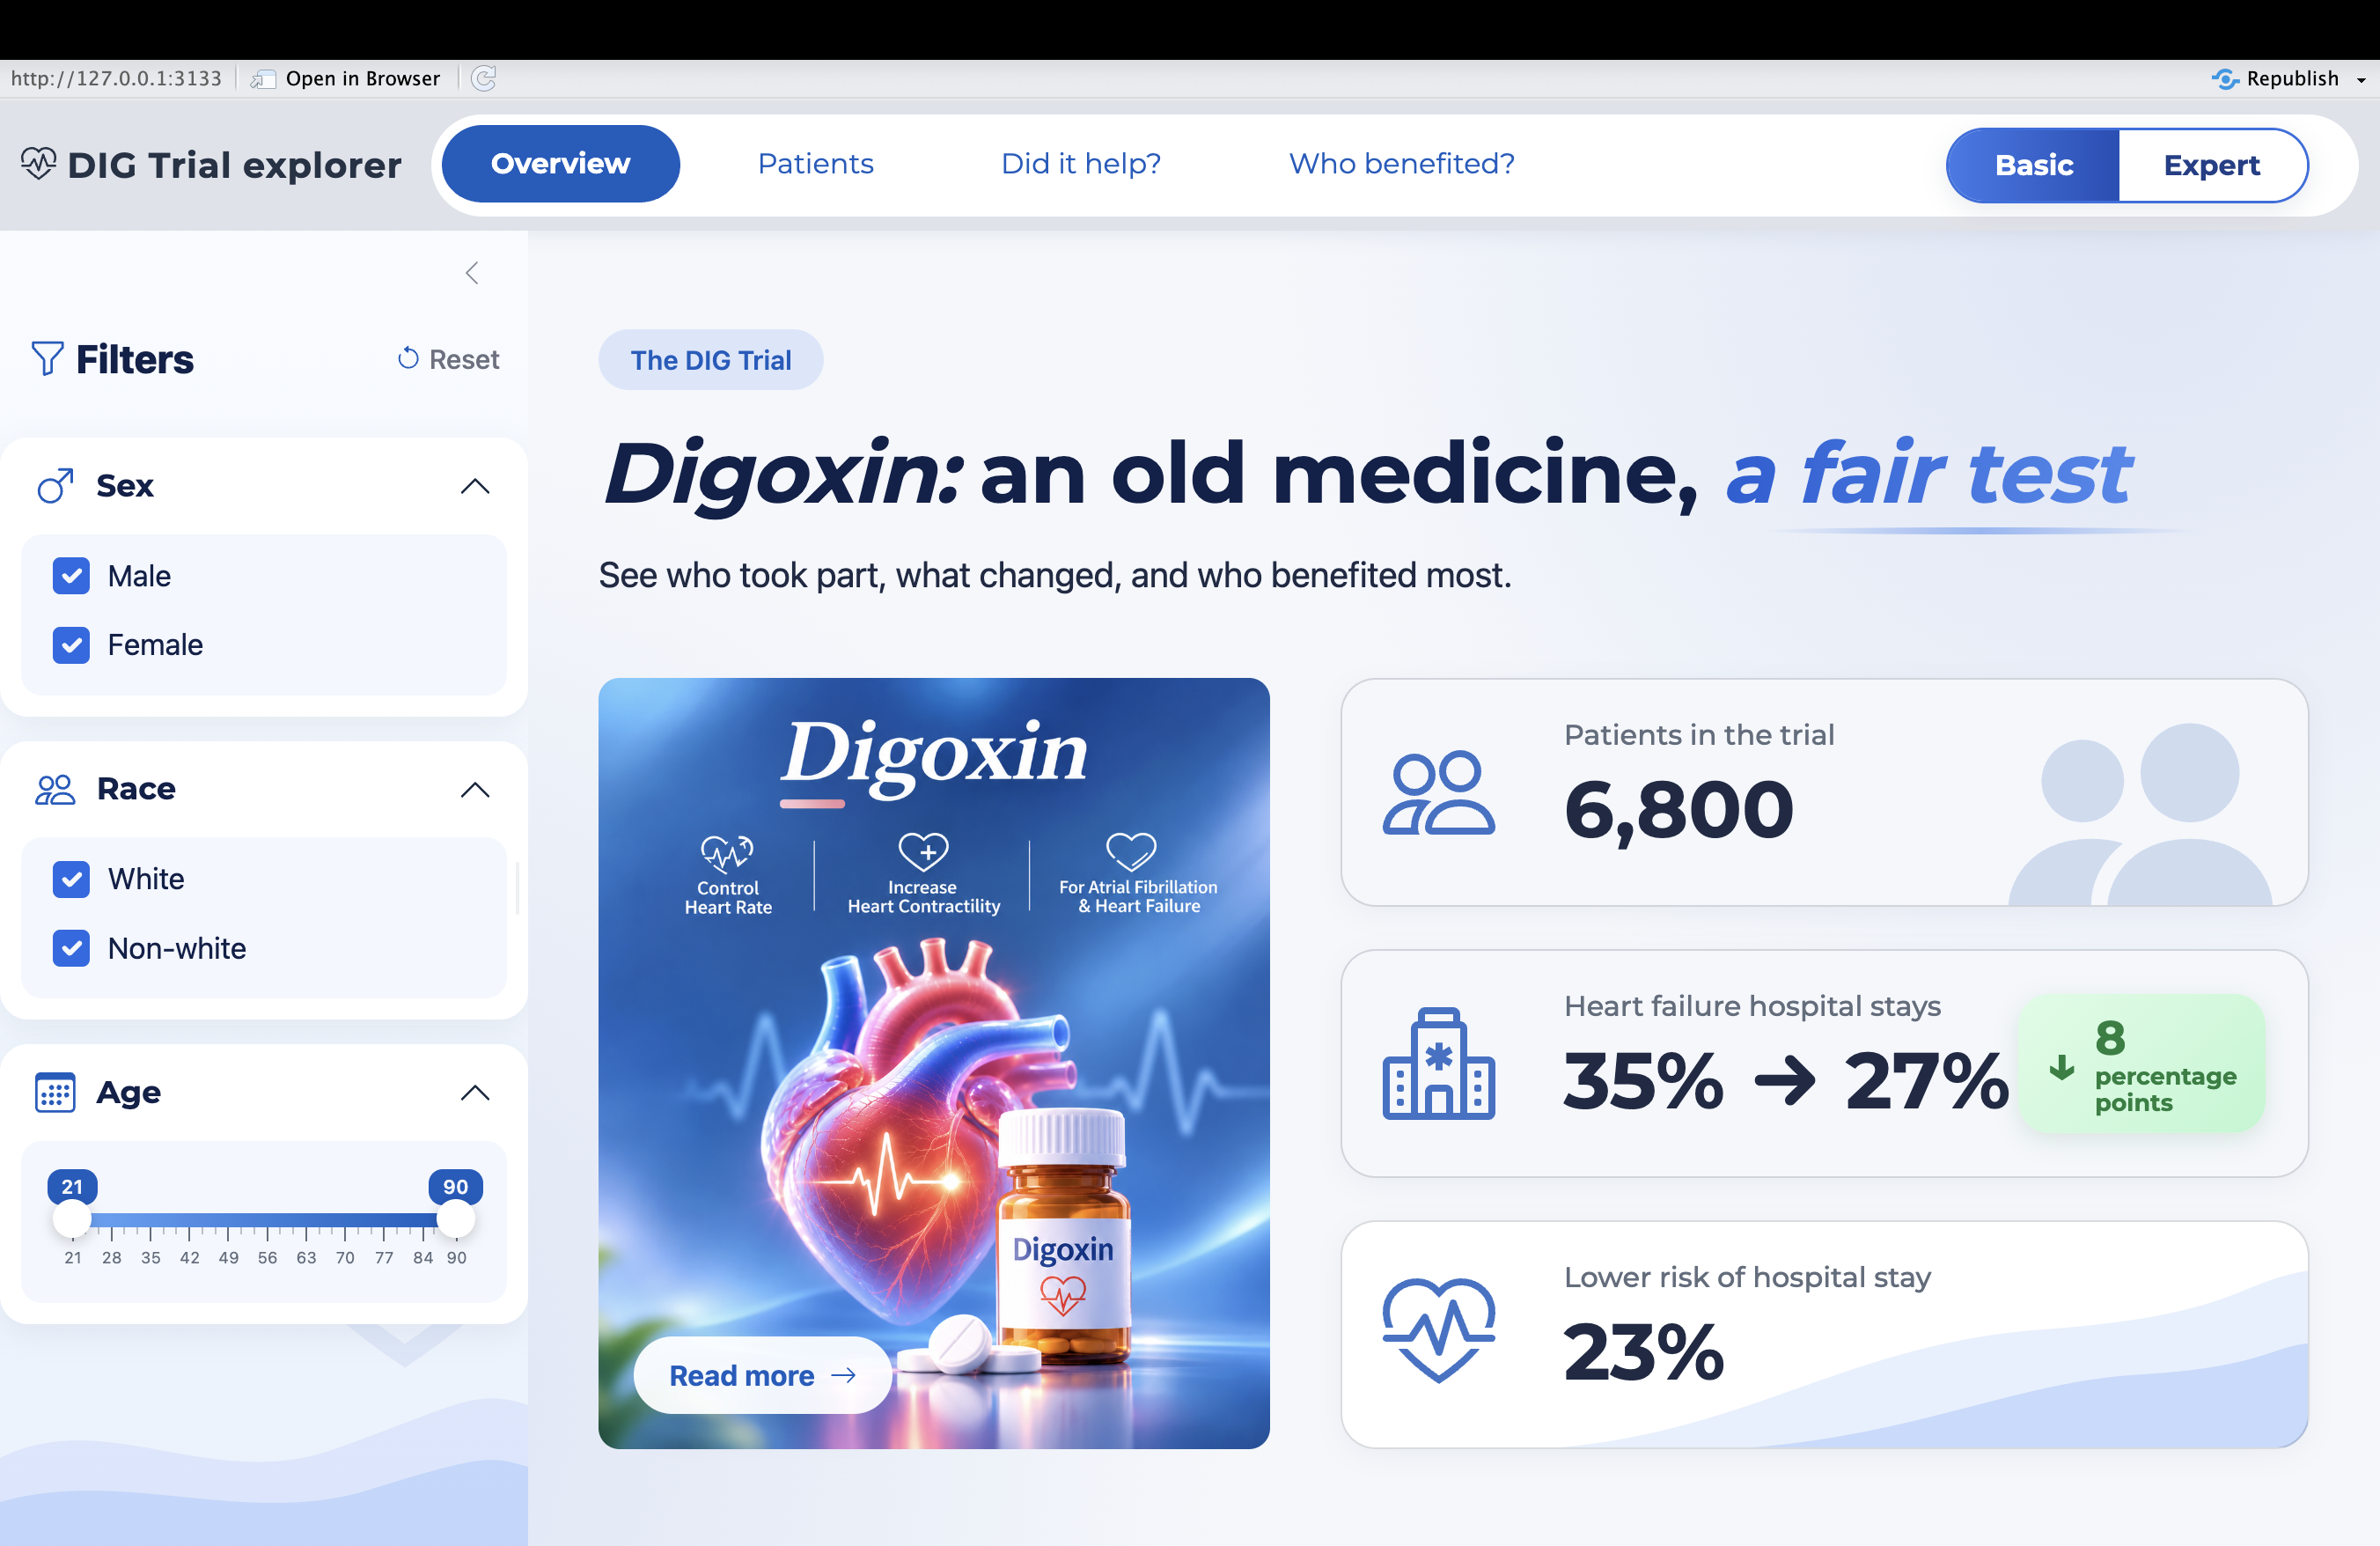 http://127.0.0.1:3133 Open in Browser Republish
DIG Trial explorer Overview Patients Did it help? Who benefited? Basic Expert
Filters Reset
Sex
Male
Female
Race
White
Non-white
Age
21 90
21 28 35 42 49 56 63 70 77 84 90
The DIG Trial
Digoxin: an old medicine, a fair test
See who took part, what changed, and who benefited most.
Digoxin
Control
Heart Rate
Increase
Heart Contractility
For Atrial Fibrillation
& Heart Failure
Digoxin
Read more →
Patients in the trial
6,800
Heart failure hospital stays
35% → 27%
↓ 8
percentage
points
Lower risk of hospital stay
23%